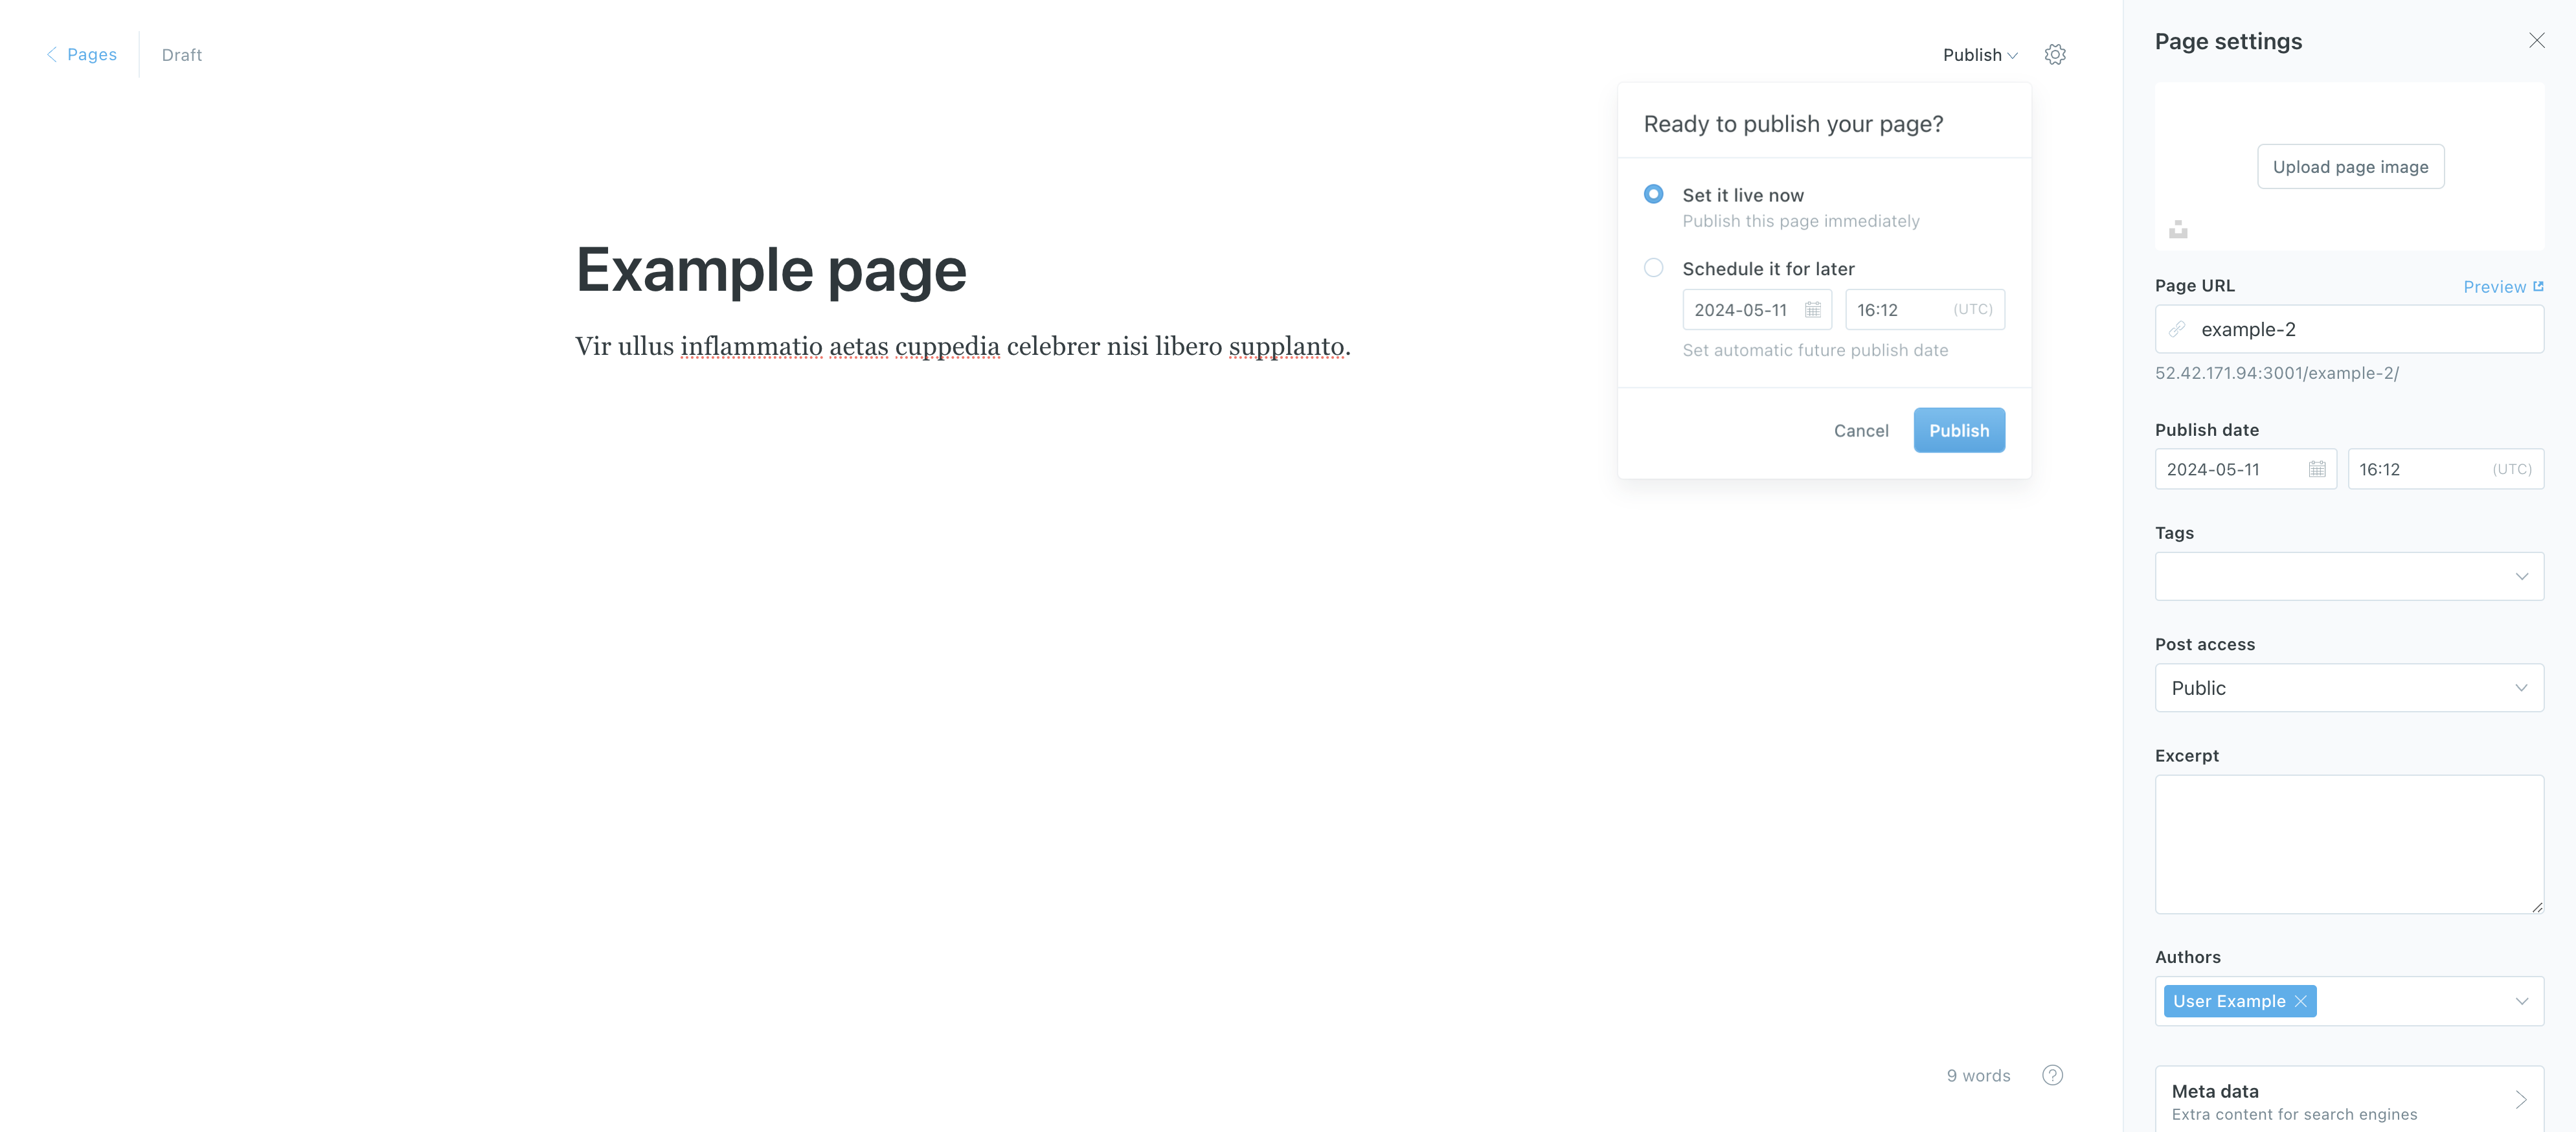 Pages
Draft
Publish
Ready to publish your page?
Set it live now
Publish this page immediately
Schedule it for later
2024-05-11
16:12 (UTC)
Set automatic future publish date
Cancel
Publish
Example page
Vir ullus inflammatio aetas cuppedia celebrer nisi libero supplanto.
9 words
?
Page settings
Upload page image
Page URL
Preview
example-2
52.42.171.94:3001/example-2/
Publish date
2024-05-11
16:12 (UTC)
Tags
Post access
Public
Excerpt
Authors
User Example
Meta data
Extra content for search engines